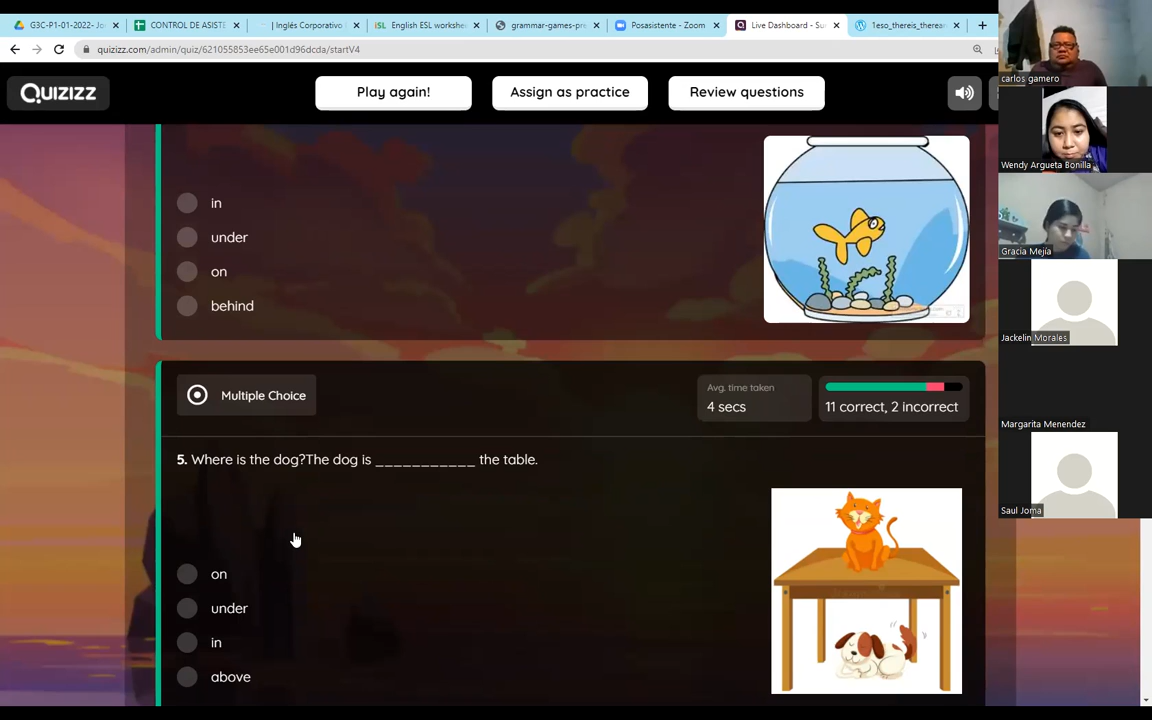 G3C-P1-01-2022- Jo
CONTROL DE ASISTE
| Inglés Corporativo |
iSL English ESL workshe
grammar-games-pre
Posasistente - Zoom
Live Dashboard - Su
1eso_thereis_therear
quizizz.com/admin/quiz/621055853ee65e001d96dcda/startV4
Quizizz
Play again!
Assign as practice
Review questions
in
under
on
behind
Multiple Choice
Avg. time taken
4 secs
11 correct, 2 incorrect
5. Where is the dog?The dog is ___________ the table.
on
under
in
above
carlos gamero
Wendy Argueta Bonilla
Gracia Mejía
Jackelin Morales
Margarita Menendez
Saul Joma